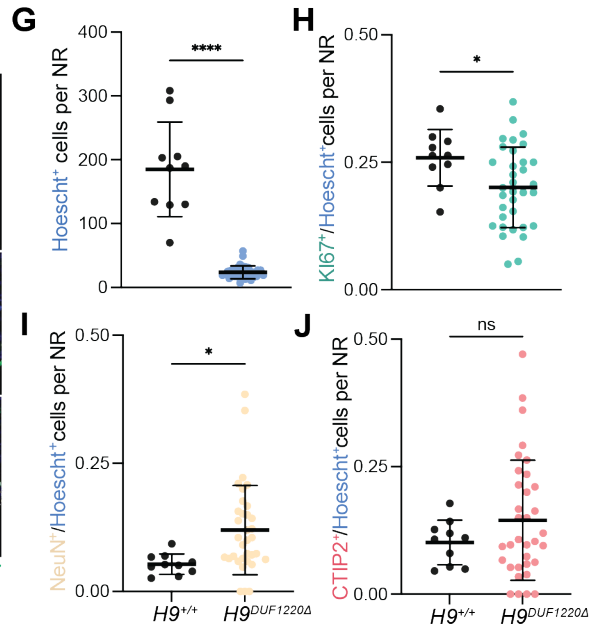 G
Hoescht⁺ cells per NR
400
300
200
100
0
****
H
KI67⁺/Hoescht⁺cells per NR
0.50
0.25
0.00
*
I
NeuN⁺/Hoescht⁺cells per NR
0.50
0.25
0.00
*
H9⁺/⁺
H9ᴰᵁᶠ¹²²⁰ᐞ
J
CTIP2⁺/Hoescht⁺cells per NR
0.50
0.25
0.00
ns
H9⁺/⁺
H9ᴰᵁᶠ¹²²⁰ᐞ